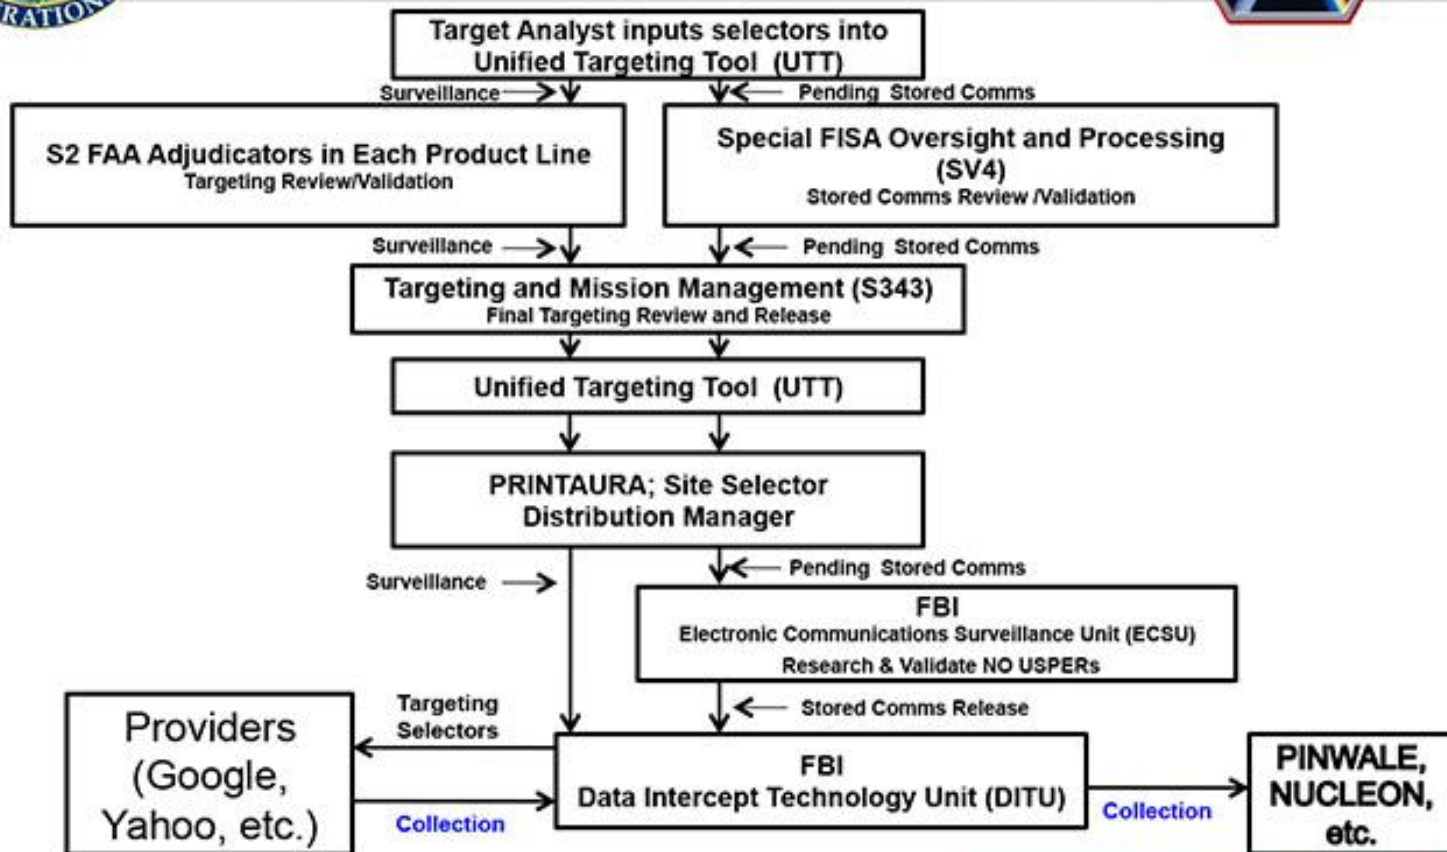 RATION
Target Analyst inputs selectors into
Unified Targeting Tool (UTT)
Surveillance
Pending Stored Comms
S2 FAA Adjudicators in Each Product Line
Targeting Review/Validation
Special FISA Oversight and Processing
(SV4)
Stored Comms Review /Validation
Surveillance
Pending Stored Comms
Targeting and Mission Management (S343)
Final Targeting Review and Release
Unified Targeting Tool (UTT)
PRINTAURA; Site Selector
Distribution Manager
Surveillance
Pending Stored Comms
FBI
Electronic Communications Surveillance Unit (ECSU)
Research & Validate NO USPERs
Stored Comms Release
Targeting
Selectors
Providers
(Google,
Yahoo, etc.)
Collection
FBI
Data Intercept Technology Unit (DITU)
Collection
PINWALE,
NUCLEON,
etc.